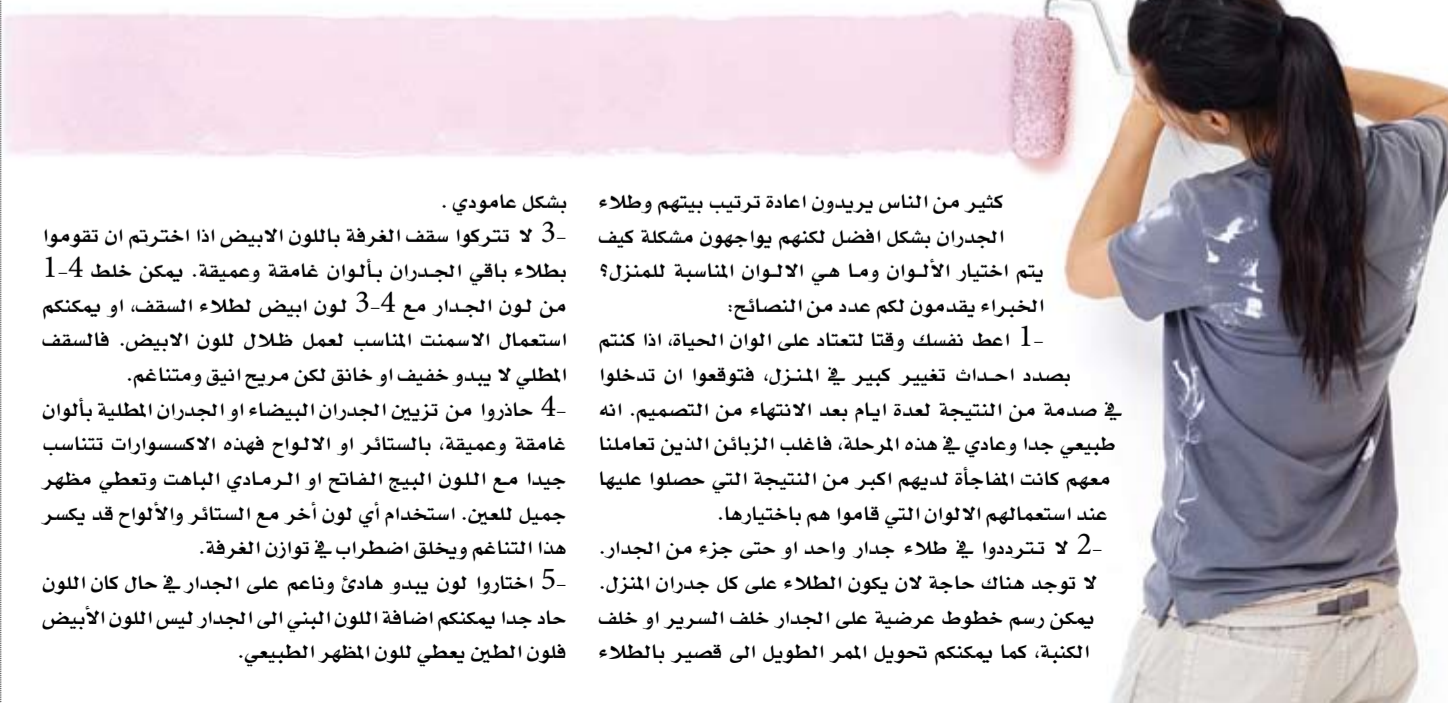 كثير من الناس يريدون اعادة ترتيب بيتهم وطلاء
الجدران بشكل افضل لكنهم يواجهون مشكلة كيف
يتم اختيار الألوان وما هي الالوان المناسبة للمنزل؟
الخبراء يقدمون لكم عدد من النصائح:
1- اعط نفسك وقتا لتعتاد على الوان الحياة، اذا كنتم
بصدد احداث تغيير كبير في المنزل، فتوقعوا ان تدخلوا
في صدمة من النتيجة لعدة ايام بعد الانتهاء من التصميم. انه
طبيعي جدا وعادي في هذه المرحلة، فاغلب الزبائن الذين تعاملنا
معهم كانت المفاجأة لديهم اكبر من النتيجة التي حصلوا عليها
عند استعمالهم الالوان التي قاموا هم باختيارها.
2- لا تترددوا في طلاء جدار واحد او حتى جزء من الجدار.
لا توجد هناك حاجة لان يكون الطلاء على كل جدران المنزل.
يمكن رسم خطوط عرضية على الجدار خلف السرير او خلف
الكنبة، كما يمكنكم تحويل الممر الطويل الى قصير بالطلاء
بشكل عامودي .
3- لا تتركوا سقف الغرفة باللون الابيض اذا اخترتم ان تقوموا
بطلاء باقي الجدران بألوان غامقة وعميقة. يمكن خلط 4-1
من لون الجدار مع 4-3 لون ابيض لطلاء السقف، او يمكنكم
استعمال الاسمنت المناسب لعمل ظلال للون الابيض. فالسقف
المطلي لا يبدو خفيف او خانق لكن مريح انيق ومتناغم.
4- حاذروا من تزيين الجدران البيضاء او الجدران المطلية بألوان
غامقة وعميقة، بالستائر او الالواح فهذه الاكسسوارات تتناسب
جيدا مع اللون البيج الفاتح او الرمادي الباهت وتعطي مظهر
جميل للعين. استخدام أي لون أخر مع الستائر والألواح قد يكسر
هذا التناغم ويخلق اضطراب في توازن الغرفة.
5- اختاروا لون يبدو هادئ وناعم على الجدار في حال كان اللون
حاد جدا يمكنكم اضافة اللون البني الى الجدار ليس اللون الأبيض
فلون الطين يعطي للون المظهر الطبيعي.